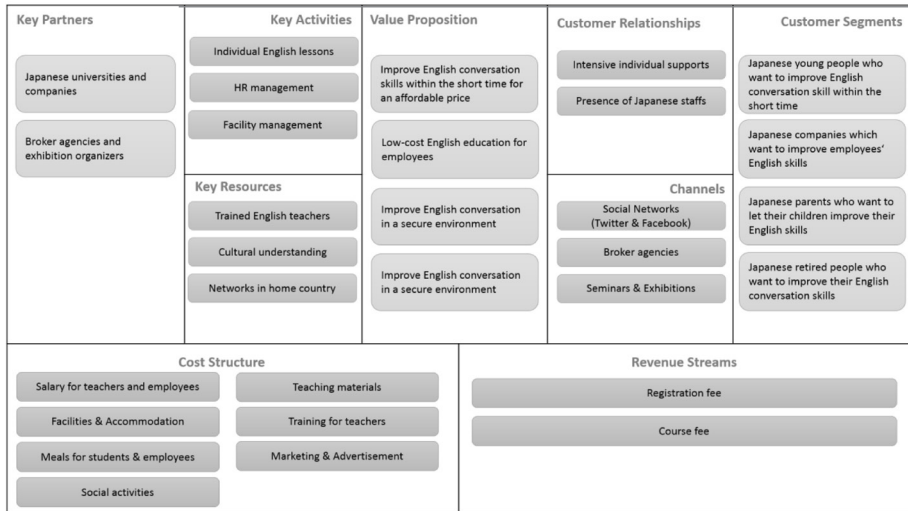 Key Partners
Japanese universities and
companies
Broker agencies and
exhibition organizers
Key Activities
Individual English lessons
HR management
Facility management
Key Resources
Trained English teachers
Cultural understanding
Networks in home country
Value Proposition
Improve English conversation
skills within the short time for
an affordable price
Low-cost English education for
employees
Improve English conversation
in a secure environment
Improve English conversation
in a secure environment
Customer Relationships
Intensive individual supports
Presence of Japanese staffs
Channels
Social Networks
(Twitter & Facebook)
Broker agencies
Seminars & Exhibitions
Customer Segments
Japanese young people who
want to improve English
conversation skill within the
short time
Japanese companies which
want to improve employees‘
English skills
Japanese parents who want to
let their children improve their
English skills
Japanese retired people who
want to improve their English
conversation skills
Cost Structure
Salary for teachers and employees
Facilities & Accommodation
Meals for students & employees
Social activities
Teaching materials
Training for teachers
Marketing & Advertisement
Revenue Streams
Registration fee
Course fee